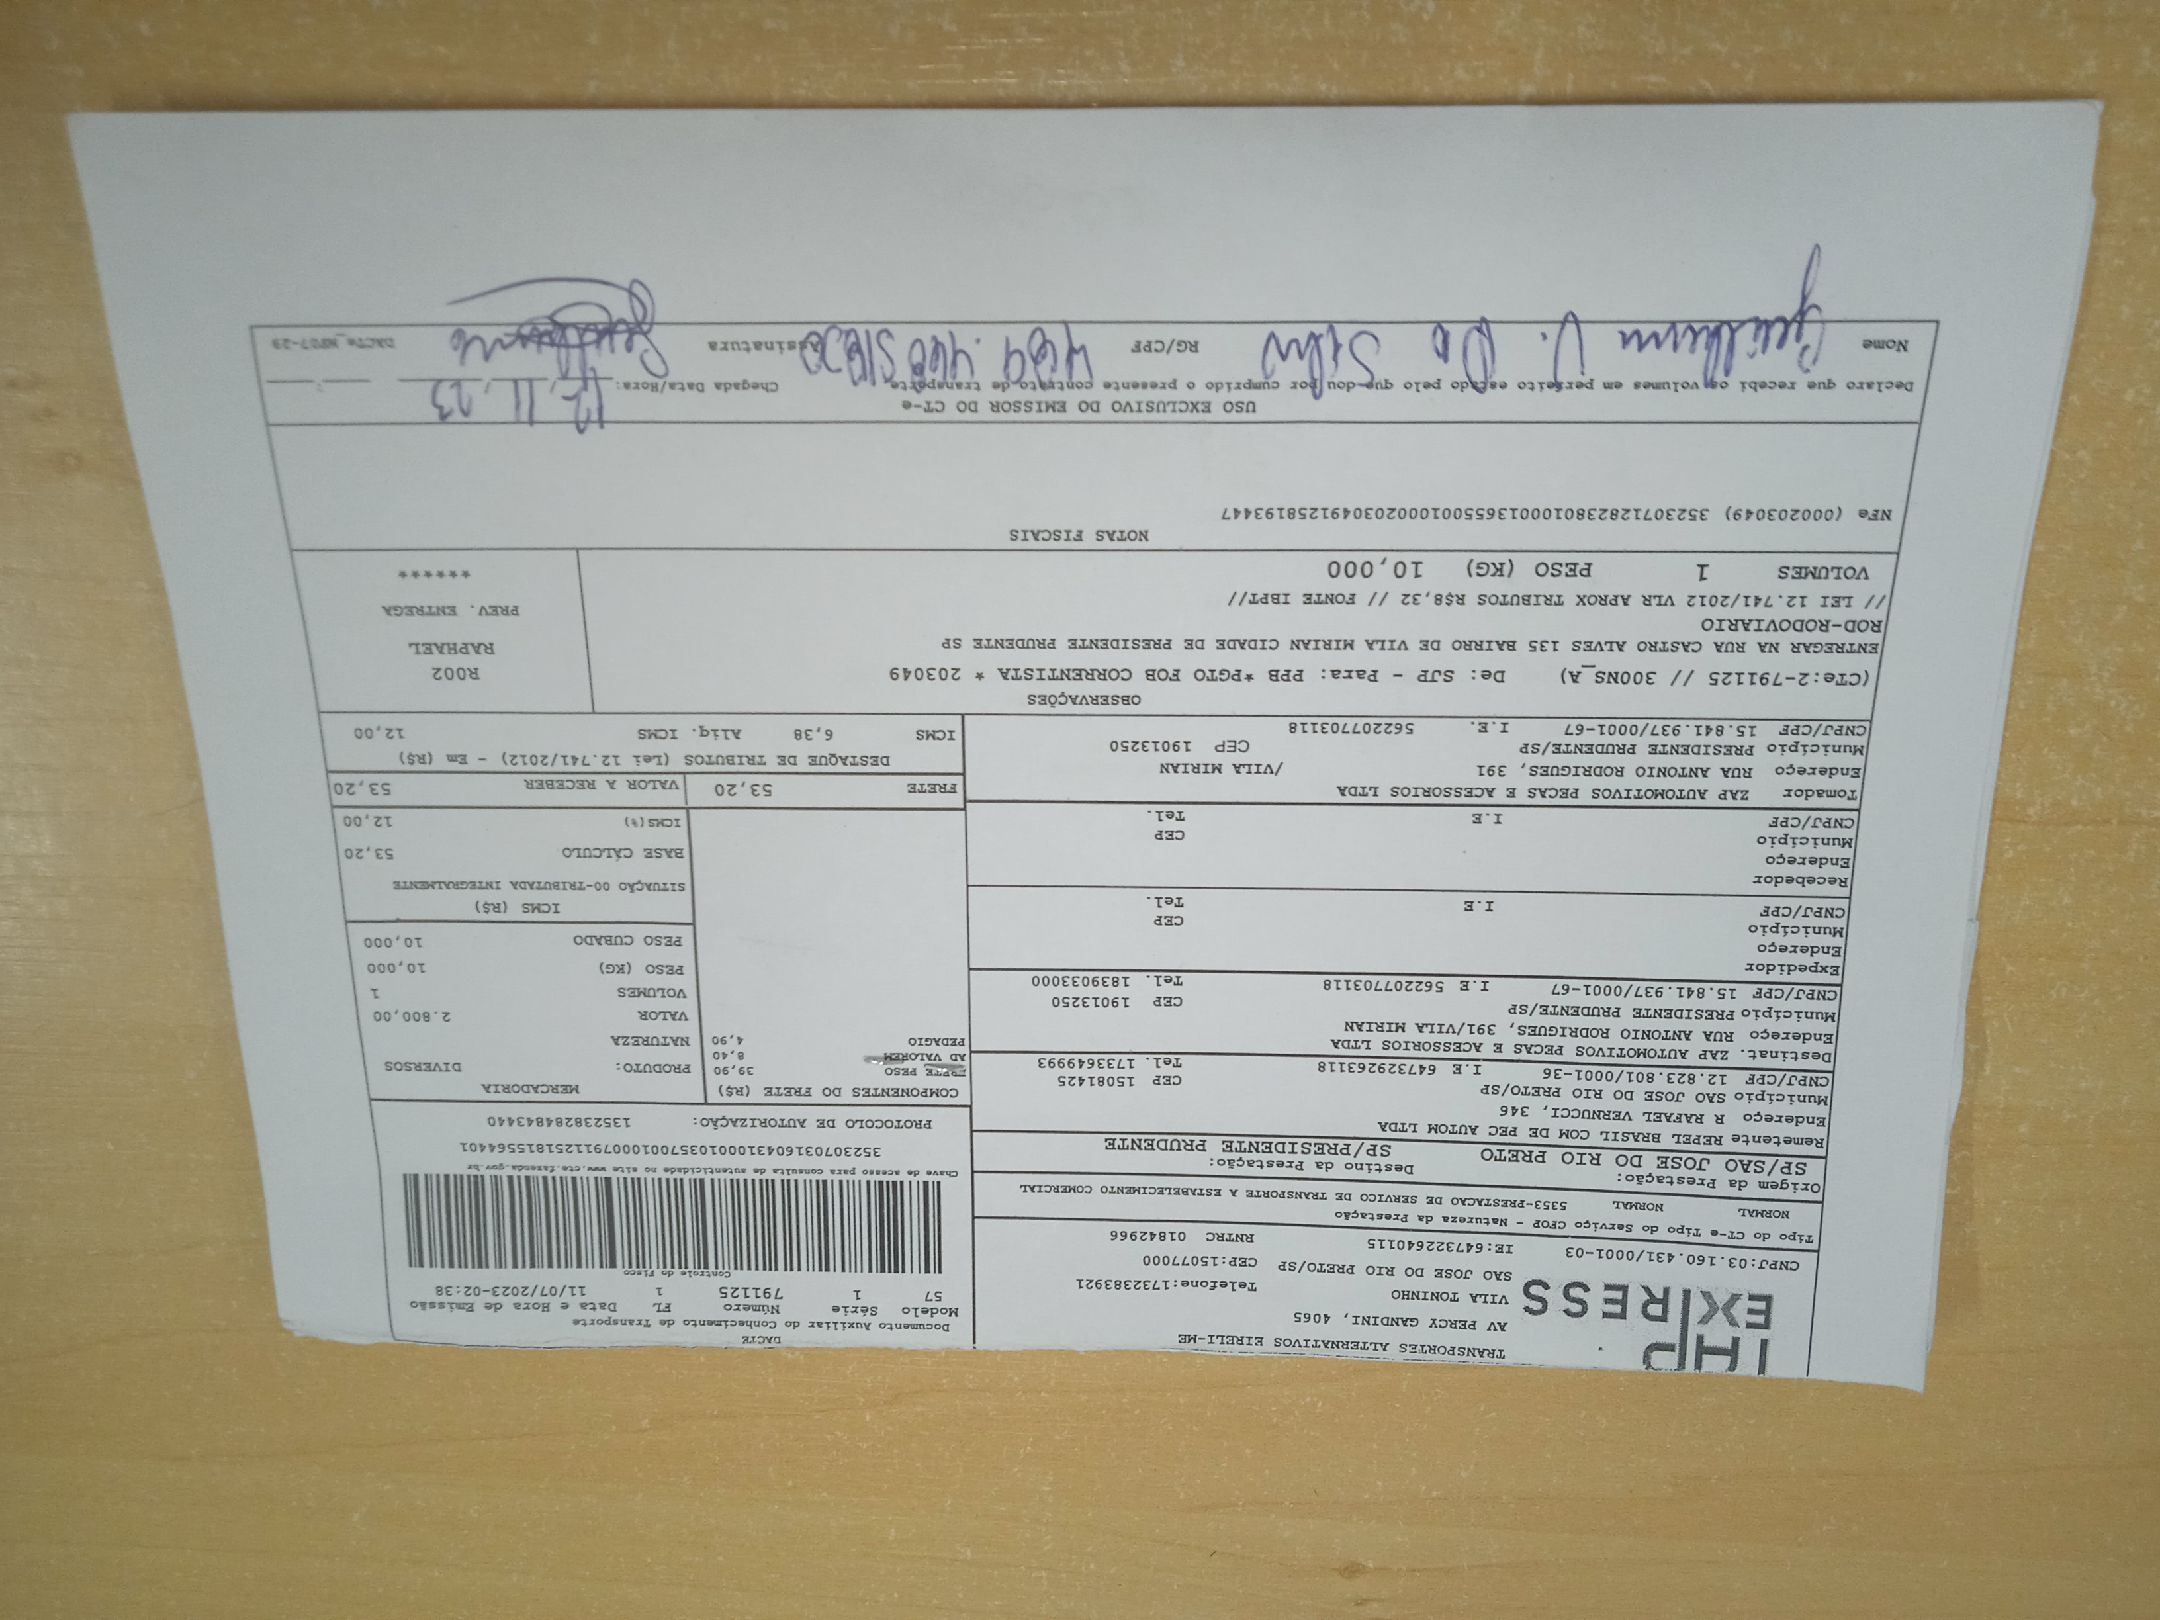 THP
EXPRESS
TRANSPORTES ALTERNATIVOS EIRELI-ME
AV PERCY GANDINI, 4065
VILA TONINHO Telefone:1732383921
SAO JOSE DO RIO PRETO/SP CEP:15077000
CNPJ:03.160.431/0001-03 IE:647322640115 RNTRC 01842966
DACTE
Documento Auxiliar do Conhecimento de Transporte
Modelo Série Número FL Data e Hora de Emissão
57 1 791125 1 11/07/2023-02:38
Controle do Fisco
Chave de acesso para consulta de autenticidade no site www.cte.fazenda.gov.br
35230703160431000103570010007911251815564401
PROTOCOLO DE AUTORIZAÇÃO: 135238284843440
Tipo do CT-e Tipo do Serviço CFOP - Natureza da Prestação
NORMAL NORMAL 5353-PRESTACAO DE SERVICO DE TRANSPORTE A ESTABELECIMENTO COMERCIAL
Origem da Prestação: Destino da Prestação:
SP/SAO JOSE DO RIO PRETO SP/PRESIDENTE PRUDENTE
Remetente REPEL BRASIL COM DE PEC AUTOM LTDA
Endereço R RAFAEL VERNUCCI, 346
Município SAO JOSE DO RIO PRETO/SP CEP 15081425
CNPJ/CPF 12.823.801/0001-36 I.E 647329263118 Tel. 1733649993
Destinat. ZAP AUTOMOTIVOS PECAS E ACESSORIOS LTDA
Endereço RUA ANTONIO RODRIGUES, 391/VILA MIRIAN
Município PRESIDENTE PRUDENTE/SP CEP 19013250
CNPJ/CPF 15.841.937/0001-67 I.E 562207703118 Tel. 1839033000
Expedidor
Endereço
Município CEP
CNPJ/CPF I.E Tel.
Recebedor
Endereço
Município CEP
CNPJ/CPF I.E Tel.
Tomador ZAP AUTOMOTIVOS PECAS E ACESSORIOS LTDA
Endereço RUA ANTONIO RODRIGUES, 391 /VILA MIRIAN
Município PRESIDENTE PRUDENTE/SP CEP 19013250
CNPJ/CPF 15.841.937/0001-67 I.E. 562207703118
COMPONENTES DO FRETE (R$)
FRETE PESO 39,90
AD VALOREM 8,40
PEDAGIO 4,90
MERCADORIA
PRODUTO: DIVERSOS
NATUREZA
VALOR 2.800,00
VOLUMES 1
PESO (KG) 10,000
PESO CUBADO 10,000
ICMS (R$)
SITUAÇÃO 00-TRIBUTADA INTEGRALMENTE
BASE CÁLCULO 53,20
ICMS(%) 12,00
FRETE 53,20 VALOR A RECEBER 53,20
DESTAQUE DE TRIBUTOS (Lei 12.741/2012) - Em (R$)
ICMS 6,38 Aliq. ICMS 12,00
OBSERVAÇÕES
(CTe:2-791125 // 300NS_A) De: SJP - Para: PPB *PGTO FOB CORRENTISTA * 203049
ENTREGAR NA RUA CASTRO ALVES 135 BAIRRO DE VILA MIRIAN CIDADE DE PRESIDENTE PRUDENTE SP
ROD-RODOVIARIO
// LEI 12.741/2012 VLR APROX TRIBUTOS R$8,32 // FONTE IBPT//
VOLUMES 1 PESO (KG) 10,000
R002
RAPHAEL
PREV. ENTREGA
******
NOTAS FISCAIS
NFe (000203049) 35230712823801000136550010002030491258193447
USO EXCLUSIVO DO EMISSOR DO CT-e
Declaro que recebi os volumes em perfeito estado pelo que dou por cumprido o presente contrato de transporte Chegada Data/Hora: 12.11.23
Nome Guilherme V. Da Silva RG/CPF Assinatura DACTe_NF07-29